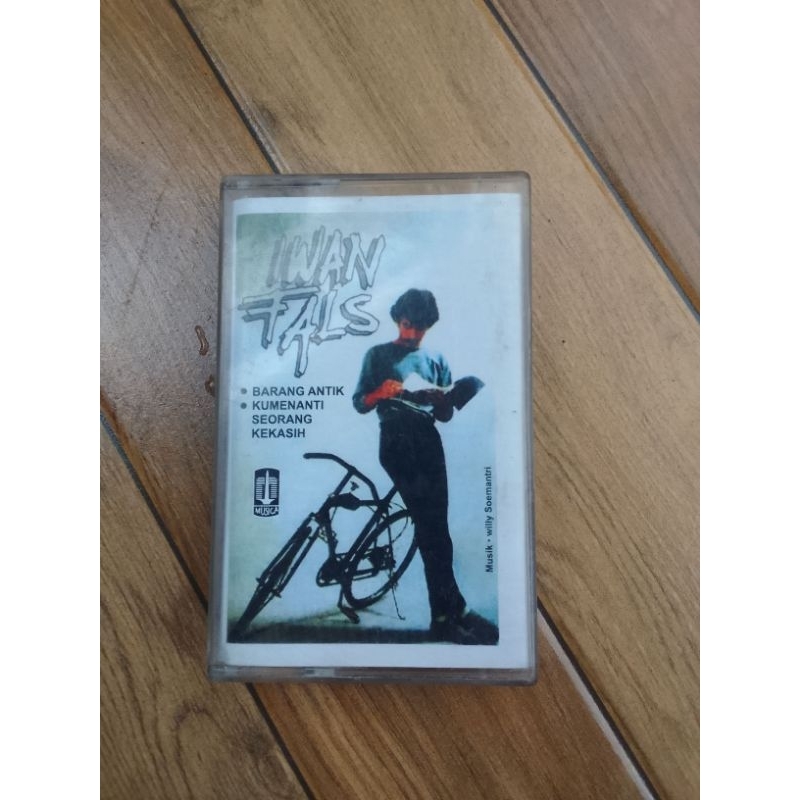 IWAN
FALS
• BARANG ANTIK
• KUMENANTI
SEORANG
KEKASIH
MUSICA
Musik - willy Soemantri